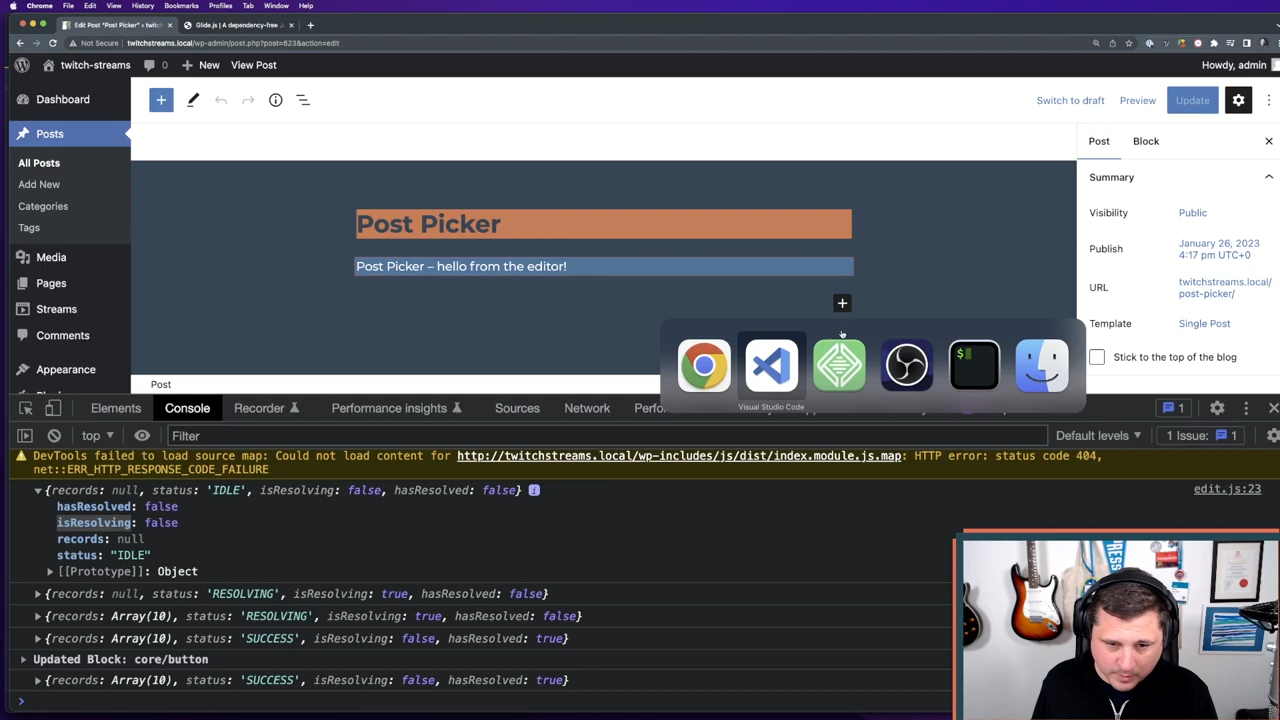 Chrome File Edit View History Bookmarks Profiles Tab Window Help
Edit Post "Post Picker" ‹ twitch
Glide.js | A dependency-free J
Not Secure twitchstreams.local/wp-admin/post.php?post=623&action=edit
twitch-streams 0 New View Post Howdy, admin
Dashboard
Posts
All Posts
Add New
Categories
Tags
Media
Pages
Streams
Comments
Appearance
Switch to draft Preview Update
Post Picker
Post Picker – hello from the editor!
Post
Post Block
Summary
Visibility Public
Publish January 26, 2023
4:17 pm UTC+0
URL twitchstreams.local/
post-picker/
Template Single Post
Stick to the top of the blog
Visual Studio Code
Elements Console Recorder Performance insights Sources Network
top Filter Default levels 1 Issue: 1
1
DevTools failed to load source map: Could not load content for http://twitchstreams.local/wp-includes/js/dist/index.module.js.map: HTTP error: status code 404,
net::ERR_HTTP_RESPONSE_CODE_FAILURE
{records: null, status: 'IDLE', isResolving: false, hasResolved: false} edit.js:23
hasResolved: false
isResolving: false
records: null
status: "IDLE"
[[Prototype]]: Object
{records: null, status: 'RESOLVING', isResolving: true, hasResolved: false}
{records: Array(10), status: 'RESOLVING', isResolving: true, hasResolved: false}
{records: Array(10), status: 'SUCCESS', isResolving: false, hasResolved: true}
Updated Block: core/button
{records: Array(10), status: 'SUCCESS', isResolving: false, hasResolved: true}